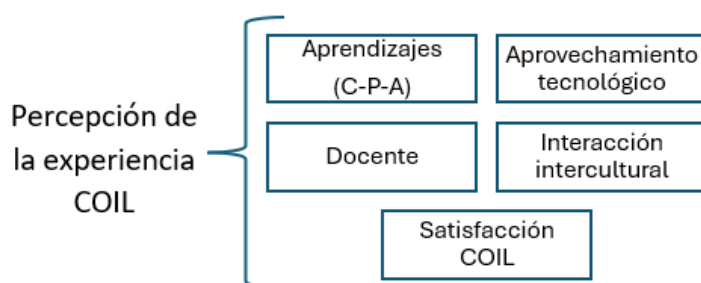 Percepción de
la experiencia
COIL
Aprendizajes
(C-P-A)
Aprovechamiento
tecnológico
Docente
Interacción
intercultural
Satisfacción
COIL